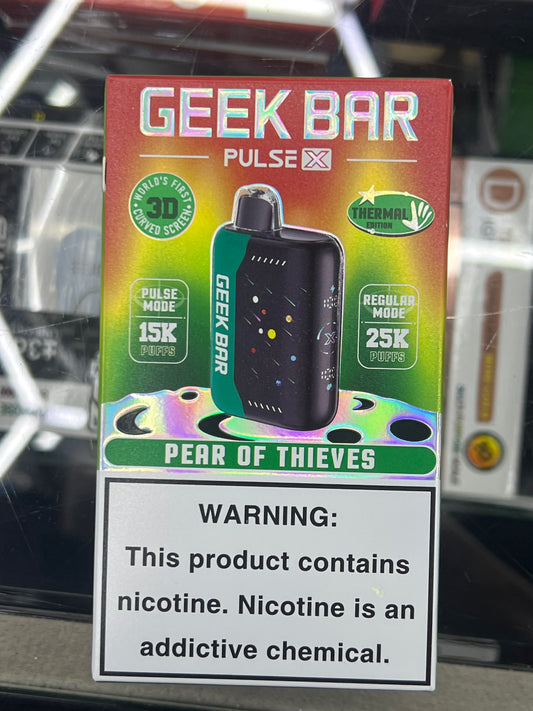 GEEK BAR
PULSE X
WORLD'S FIRST
3D
CURVED SCREEN
THERMAL
EDITION
GEEK BAR
PULSE
MODE
15K
PUFFS
REGULAR
MODE
25K
PUFFS
PEAR OF THIEVES
WARNING:
This product contains
nicotine. Nicotine is an
addictive chemical.